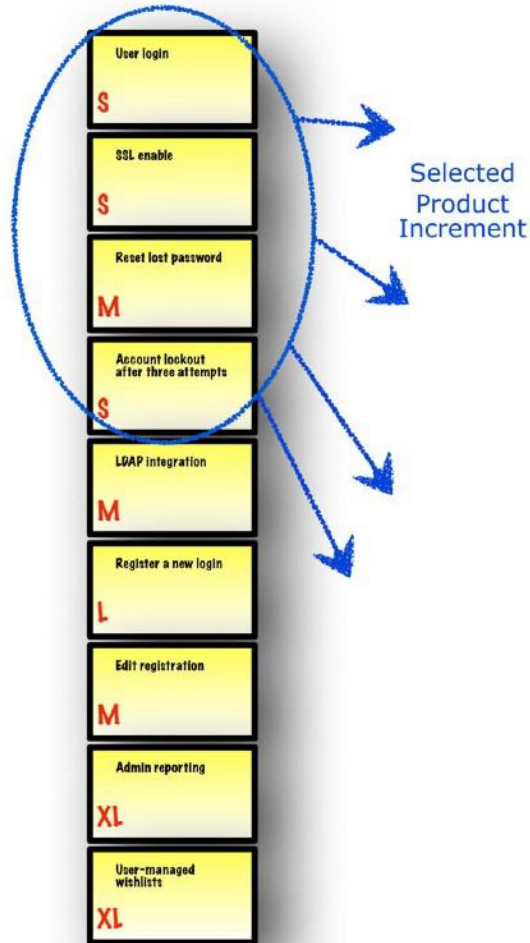 User login
S
SSL enable
S
Reset lost password
M
Account lockout
after three attempts
S
LDAP integration
M
Register a new login
L
Edit registration
M
Admin reporting
XL
User-managed
wishlists
XL
Selected
Product
Increment